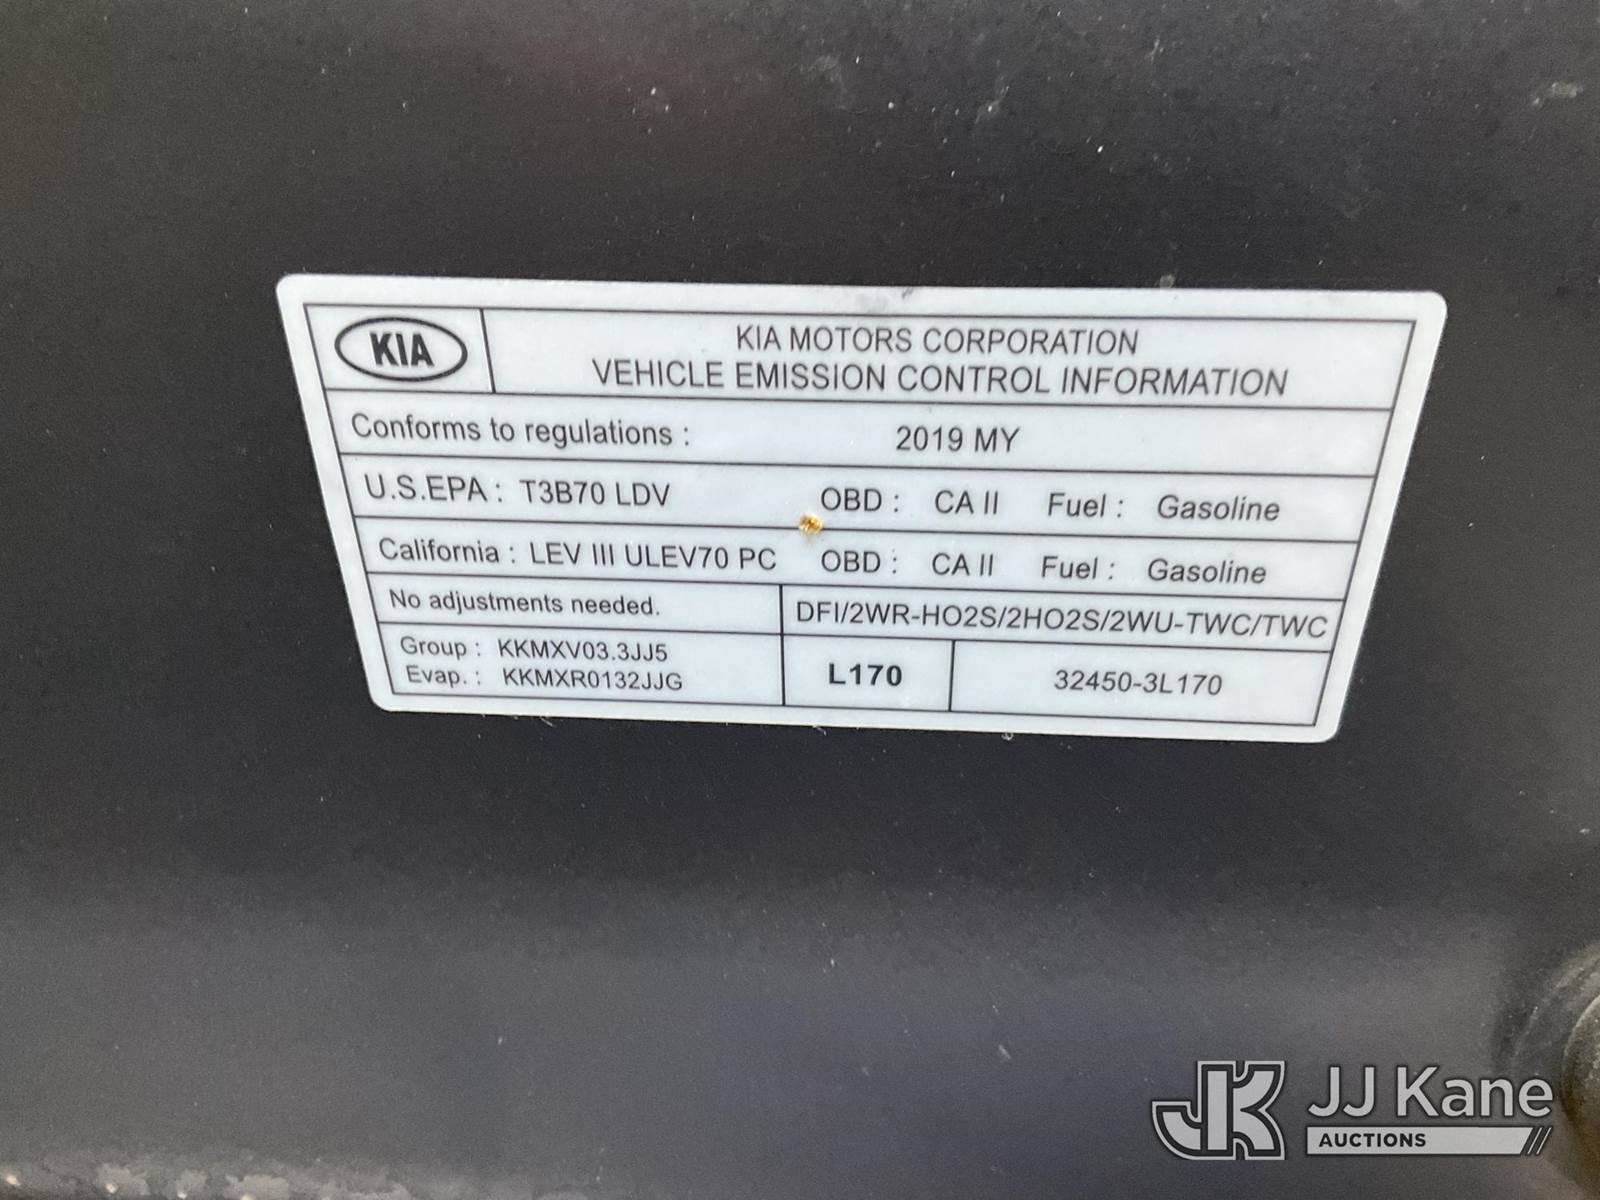 KIA
KIA MOTORS CORPORATION
VEHICLE EMISSION CONTROL INFORMATION
Conforms to regulations : 2019 MY
U.S.EPA : T3B70 LDV OBD : CA II Fuel : Gasoline
California : LEV III ULEV70 PC OBD : CA II Fuel : Gasoline
No adjustments needed. DFI/2WR-HO2S/2HO2S/2WU-TWC/TWC
Group : KKMXV03.3JJ5
Evap. : KKMXR0132JJG
L170 32450-3L170
JK JJ Kane
AUCTIONS